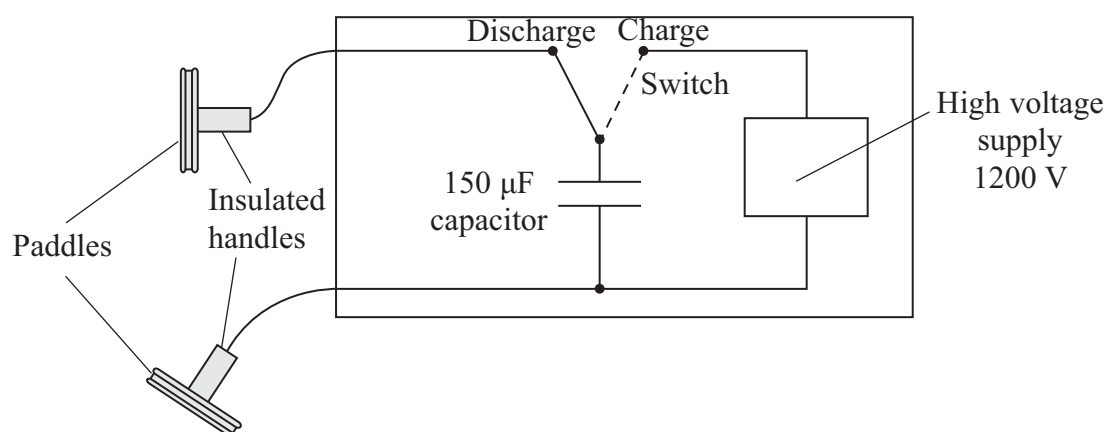 Discharge
Charge
Switch
High voltage
supply
1200 V
150 μF
capacitor
Insulated
handles
Paddles